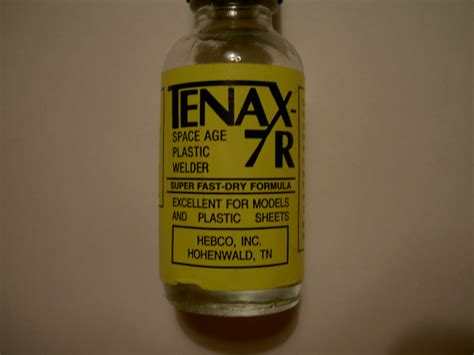 TENAX-
7R
SPACE AGE
PLASTIC
WELDER
SUPER FAST-DRY FORMULA
EXCELLENT FOR MODELS
AND PLASTIC SHEETS
HEBCO, INC.
HOHENWALD, TN